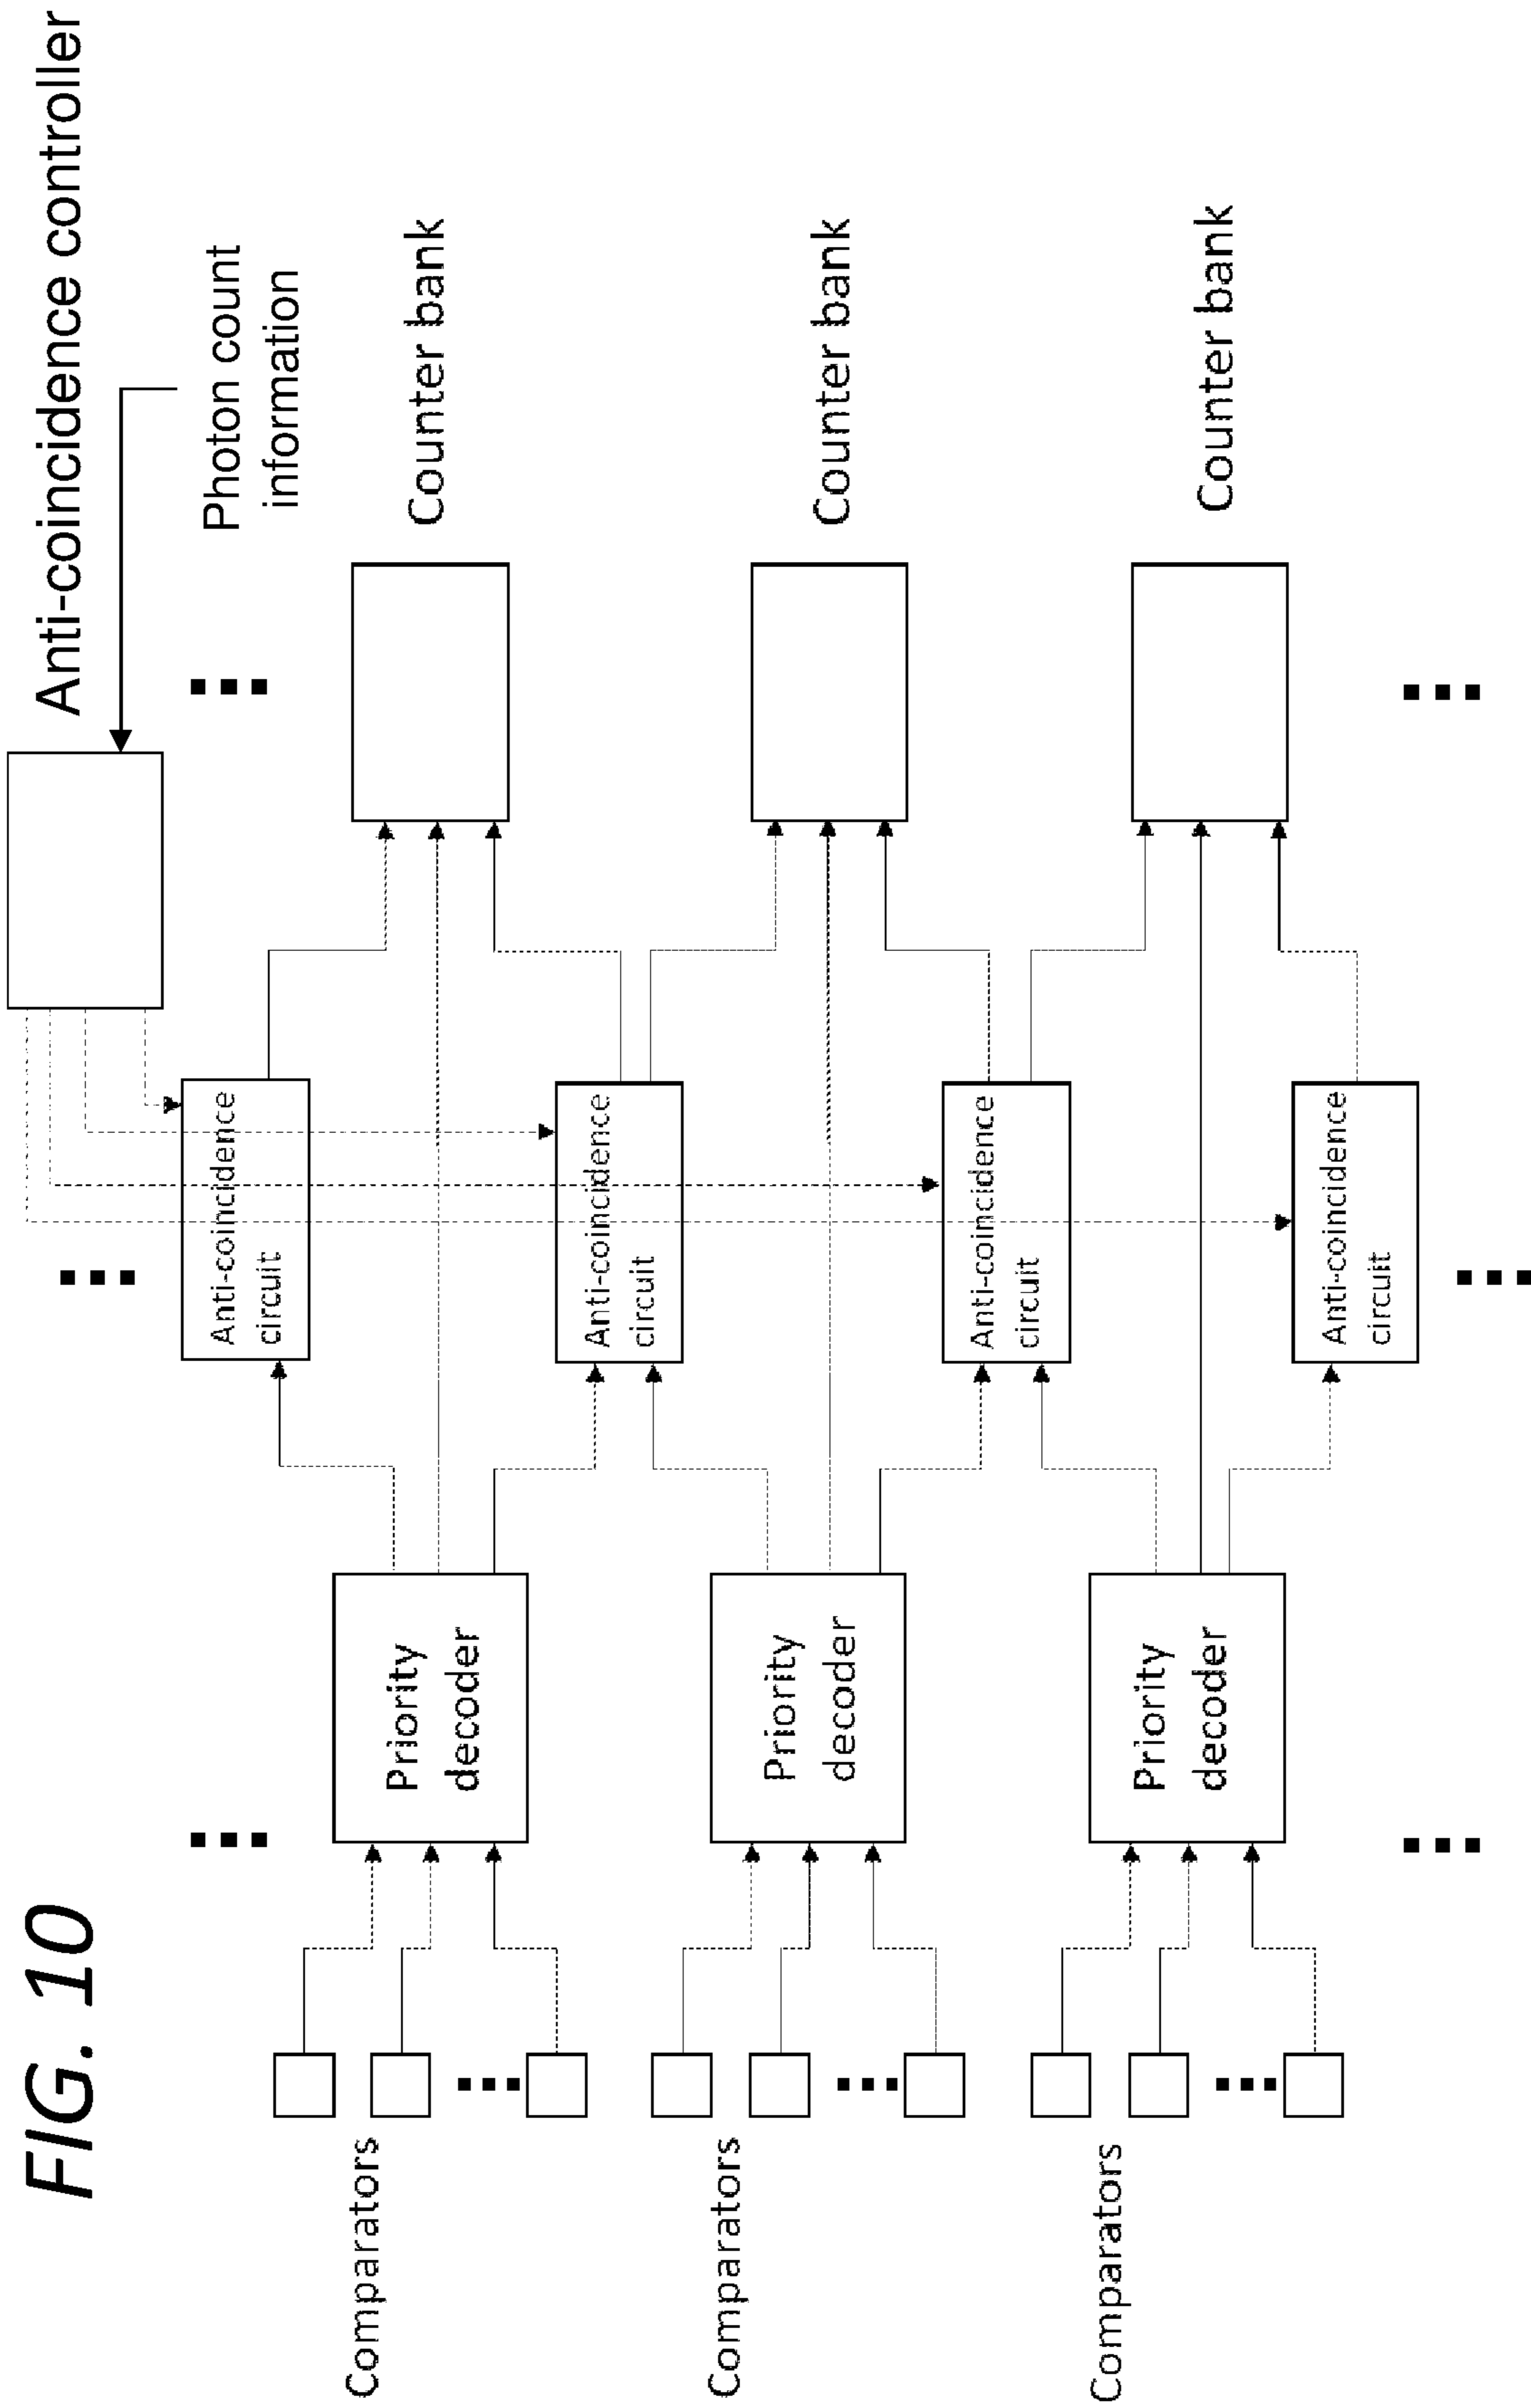 FIG. 10
Anti-coincidence controller
Photon count
information
Comparators
Priority
decoder
Anti-coincidence
circuit
Counter bank
Anti-coincidence
circuit
Comparators
Priority
decoder
Counter bank
Anti-coincidence
circuit
Comparators
Priority
decoder
Counter bank
Anti-coincidence
circuit